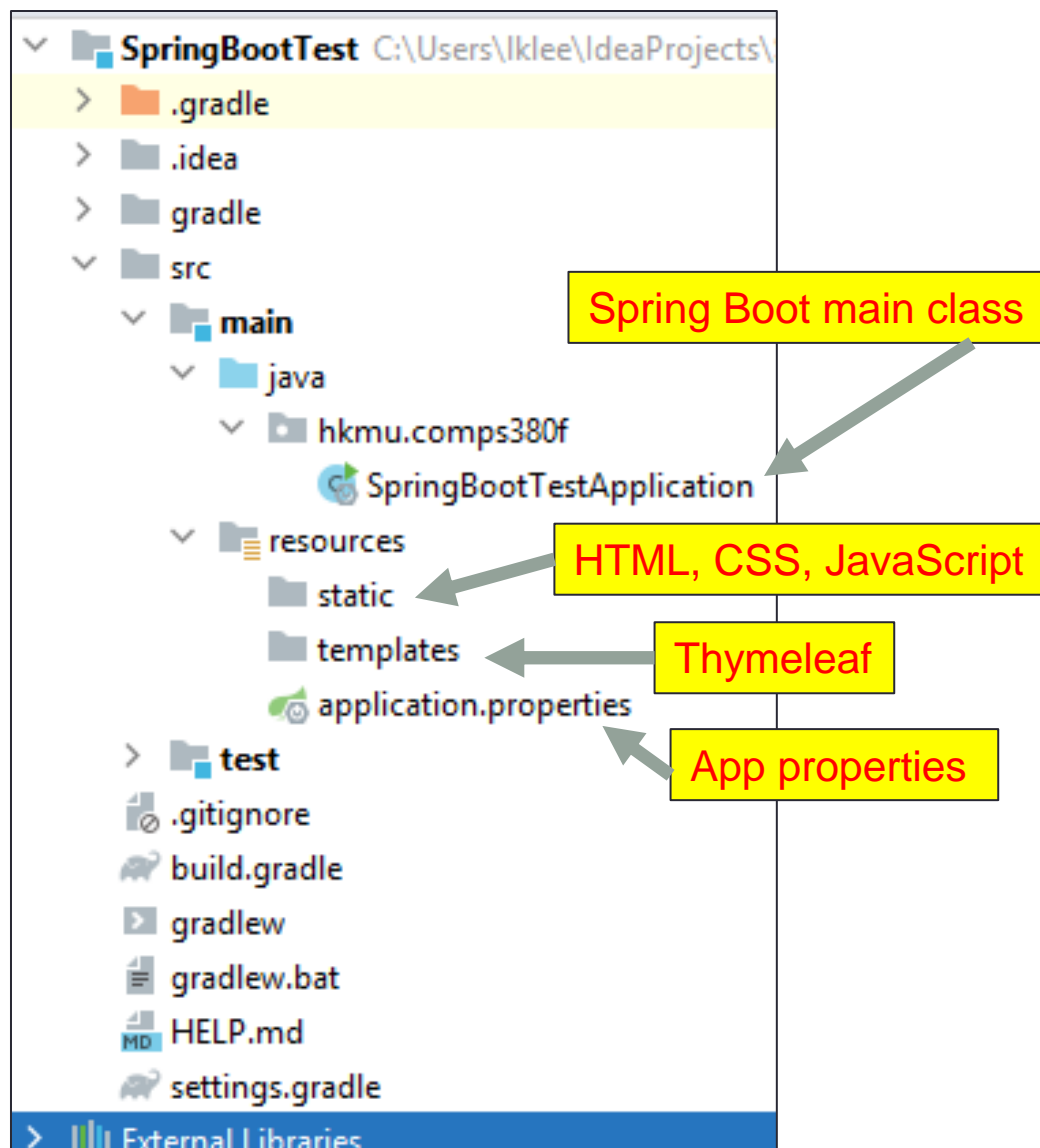 SpringBootTest C:\Users\lklee\IdeaProjects\
.gradle
.idea
gradle
src
Spring Boot main class
main
java
hkmu.comps380f
SpringBootTestApplication
resources
HTML, CSS, JavaScript
static
templates
Thymeleaf
application.properties
test
App properties
.gitignore
build.gradle
gradlew
gradlew.bat
MD HELP.md
settings.gradle
External Libraries